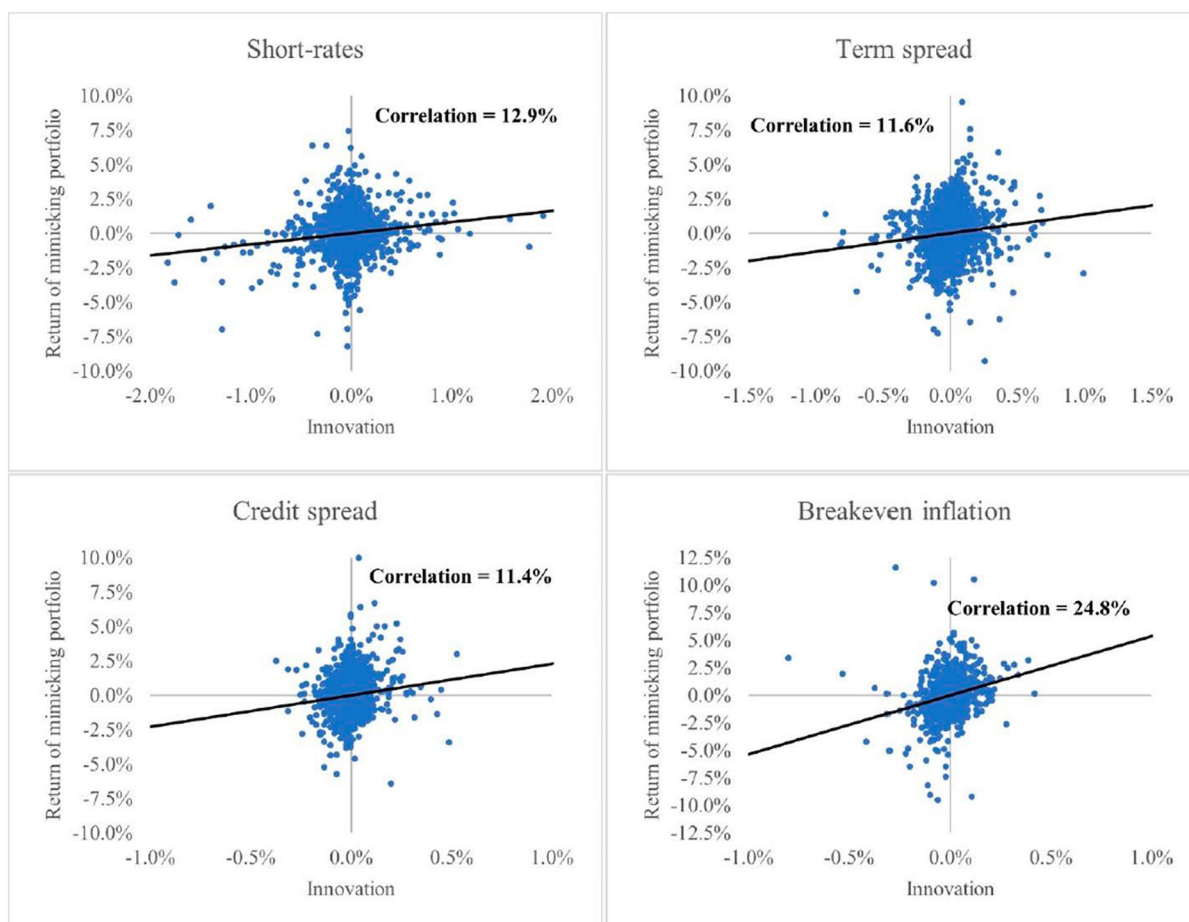 Short-rates
Correlation = 12.9%
Return of mimicking portfolio
10.0%
7.5%
5.0%
2.5%
0.0%
-2.5%
-5.0%
-7.5%
-10.0%
-2.0% -1.0% 0.0% 1.0% 2.0%
Innovation
Term spread
Correlation = 11.6%
Return of mimicking portfolio
10.0%
7.5%
5.0%
2.5%
0.0%
-2.5%
-5.0%
-7.5%
-10.0%
-1.5% -1.0% -0.5% 0.0% 0.5% 1.0% 1.5%
Innovation
Credit spread
Correlation = 11.4%
Return of mimicking portfolio
10.0%
7.5%
5.0%
2.5%
0.0%
-2.5%
-5.0%
-7.5%
-10.0%
-1.0% -0.5% 0.0% 0.5% 1.0%
Innovation
Breakeven inflation
Correlation = 24.8%
Return of mimicking portfolio
12.5%
10.0%
7.5%
5.0%
2.5%
0.0%
-2.5%
-5.0%
-7.5%
-10.0%
-12.5%
-1.0% -0.5% 0.0% 0.5% 1.0%
Innovation